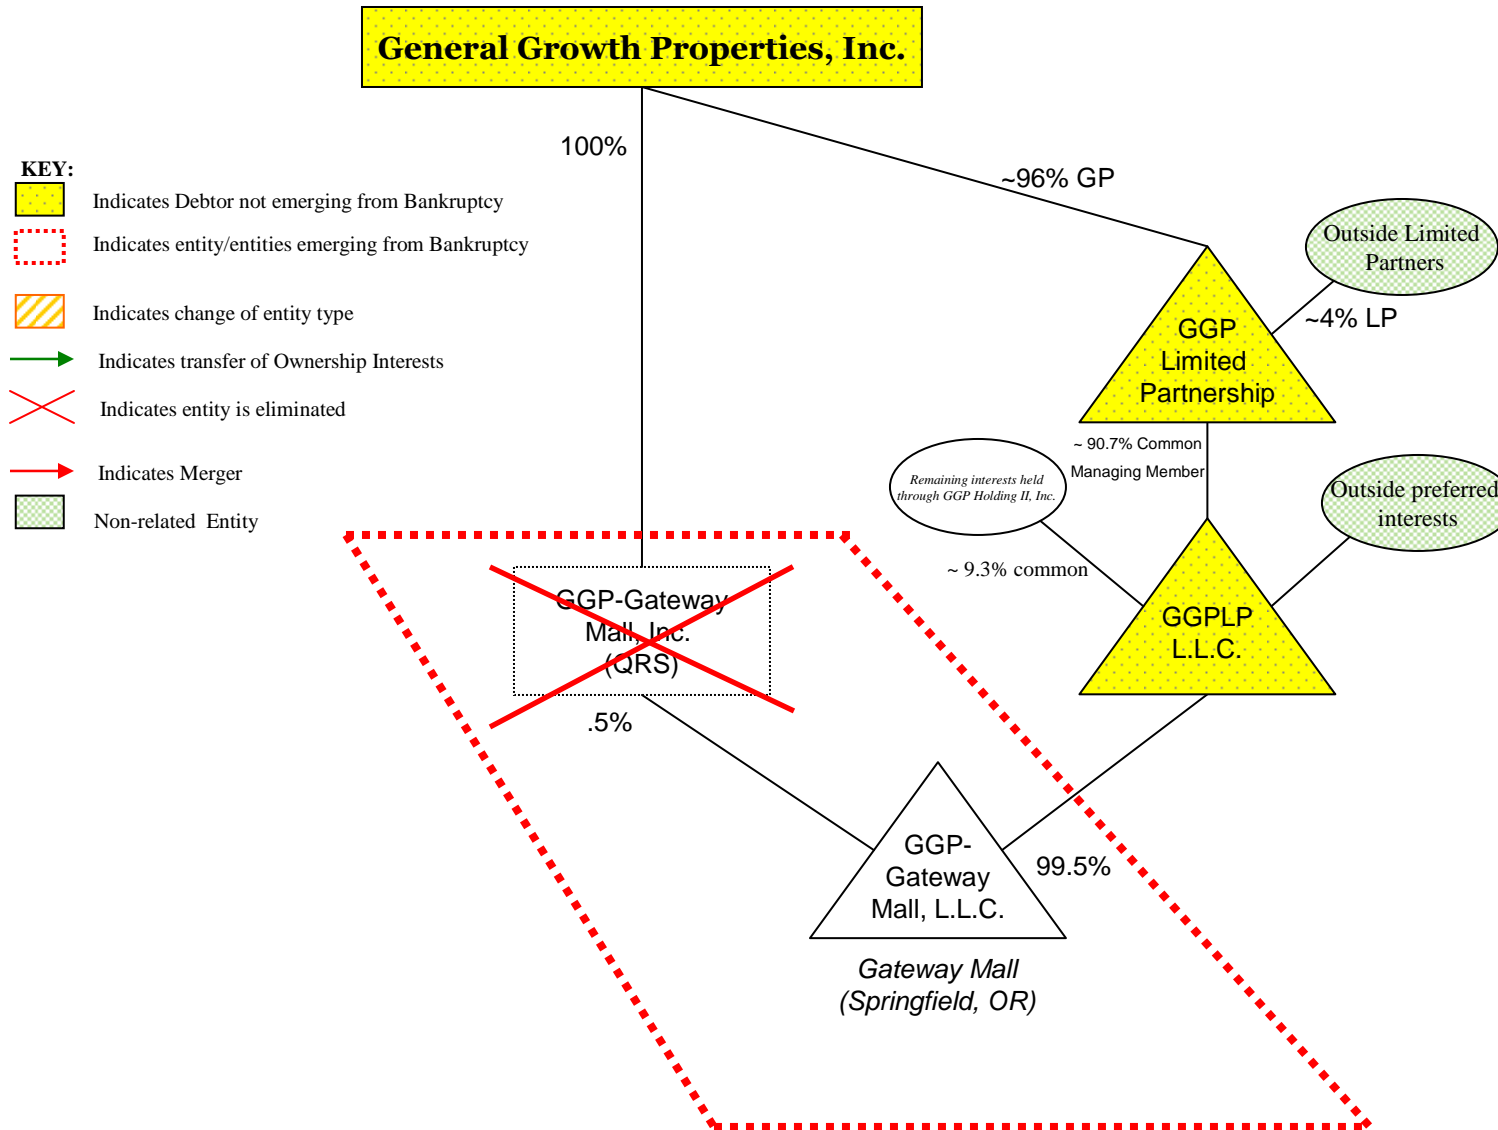 General Growth Properties, Inc.
100%
~96% GP
KEY:
Indicates Debtor not emerging from Bankruptcy
Indicates entity/entities emerging from Bankruptcy
Indicates change of entity type
Indicates transfer of Ownership Interests
Indicates entity is eliminated
Indicates Merger
Non-related Entity
Outside Limited
Partners
~4% LP
GGP
Limited
Partnership
~ 90.7% Common
Managing Member
Remaining interests held
through GGP Holding II, Inc.
~ 9.3% common
Outside preferred
interests
GGPLP
L.L.C.
GGP-Gateway
Mall, Inc.
(QRS)
.5%
99.5%
GGP-
Gateway
Mall, L.L.C.
Gateway Mall
(Springfield, OR)